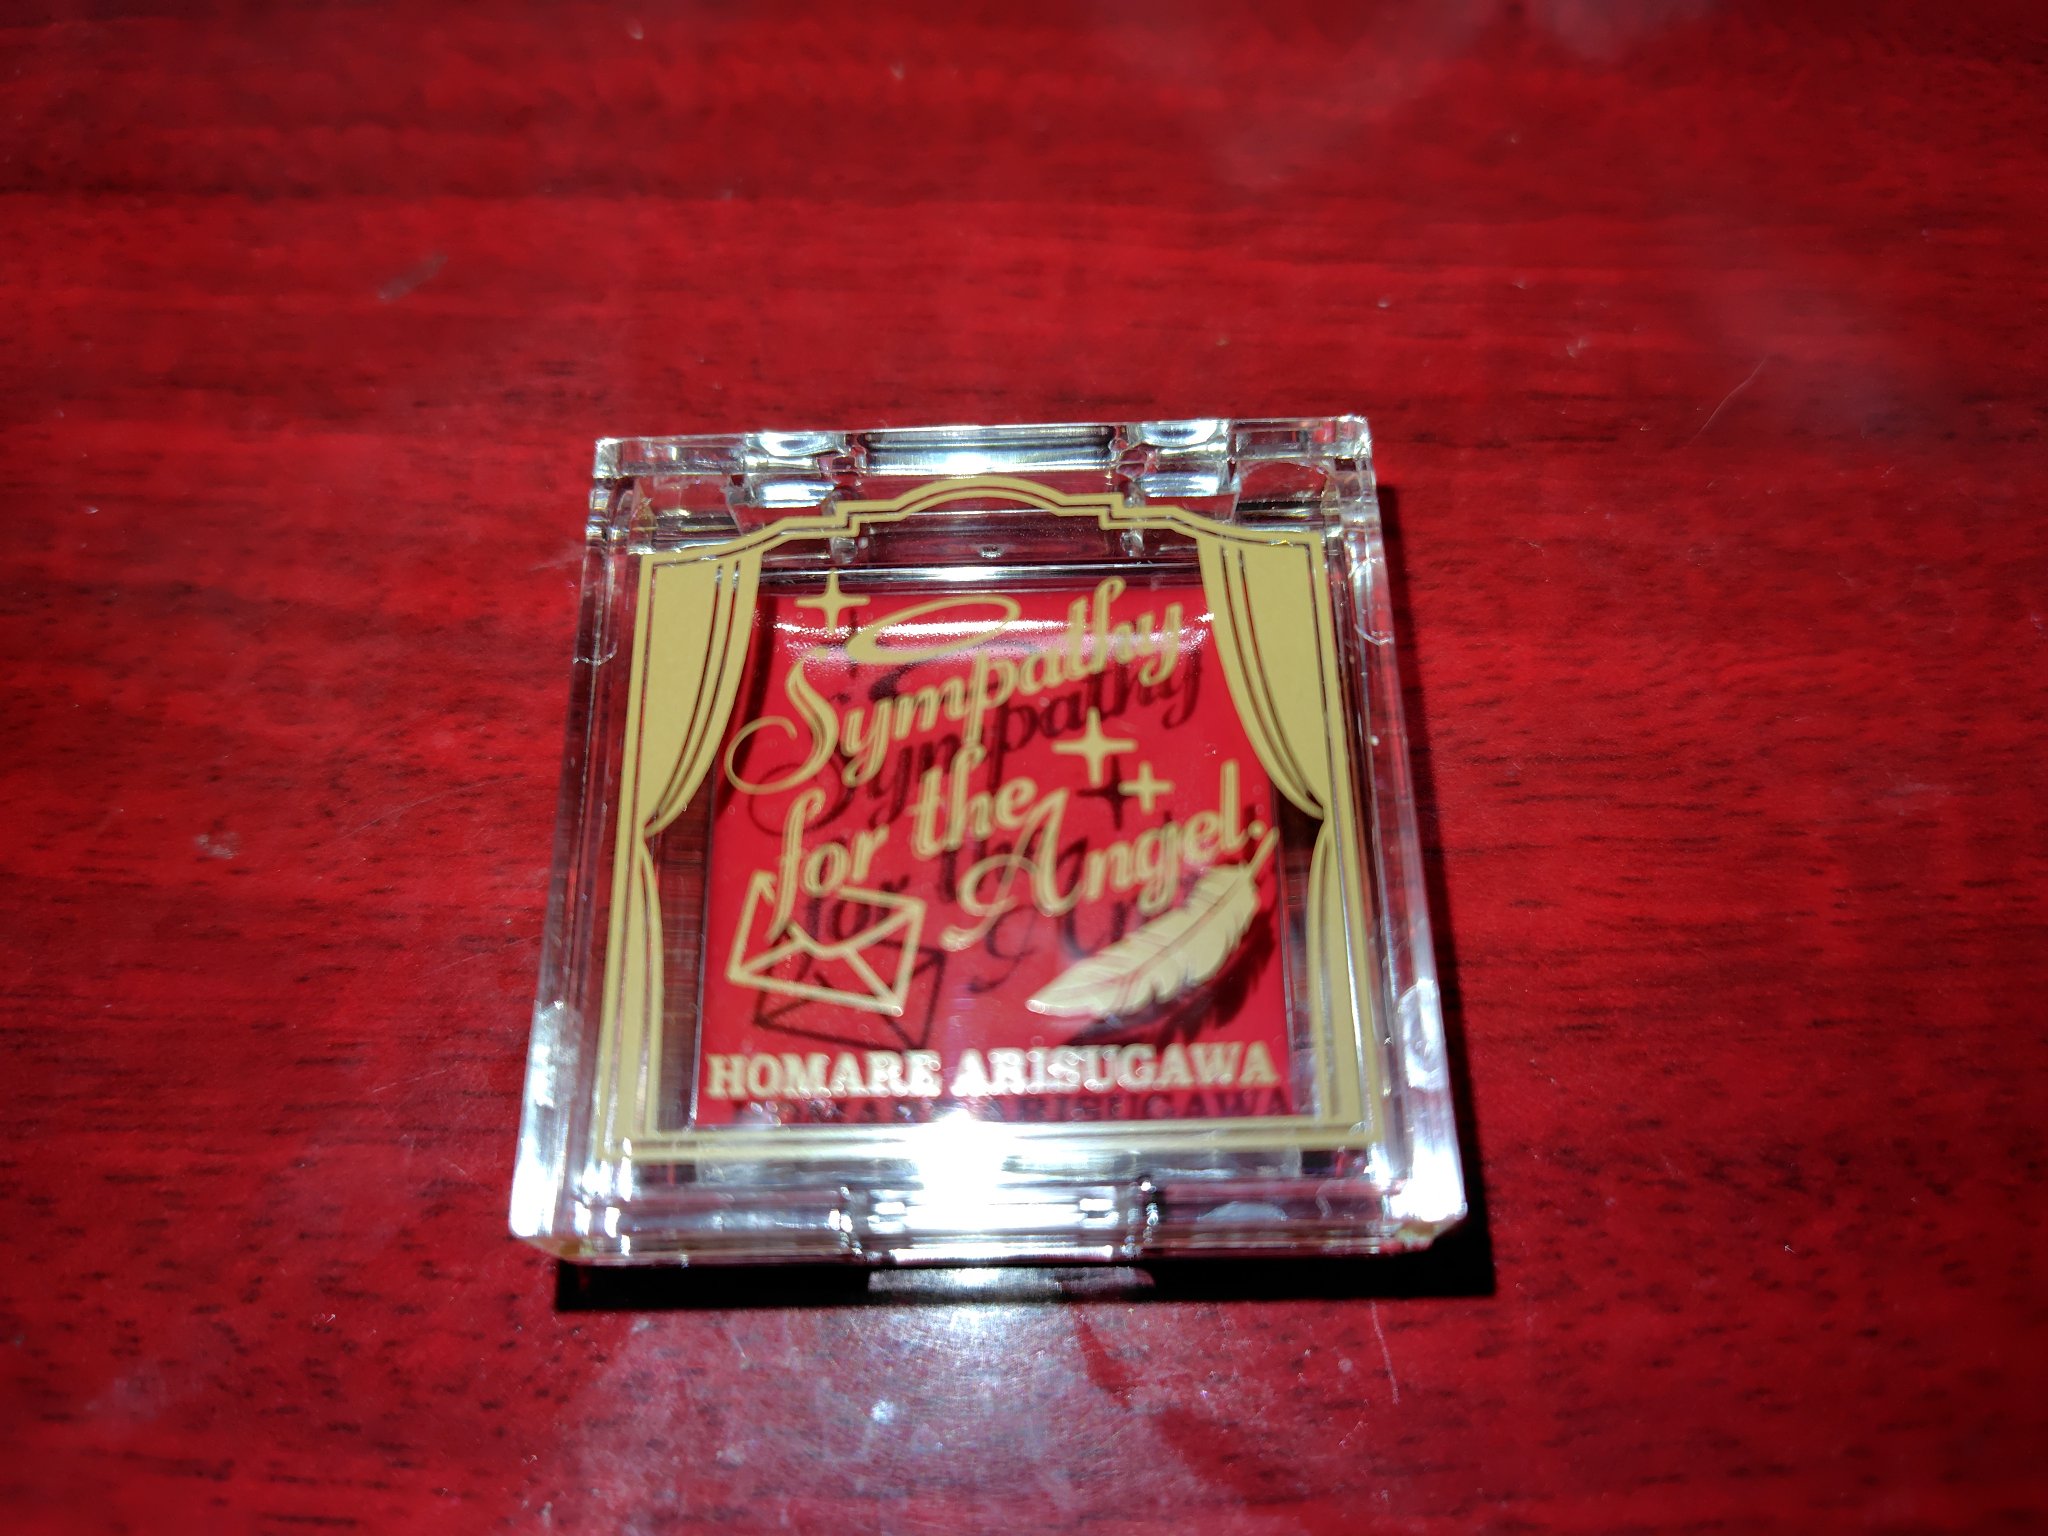 Sympathy
for the Angel.
HOMARE ARISUGAWA